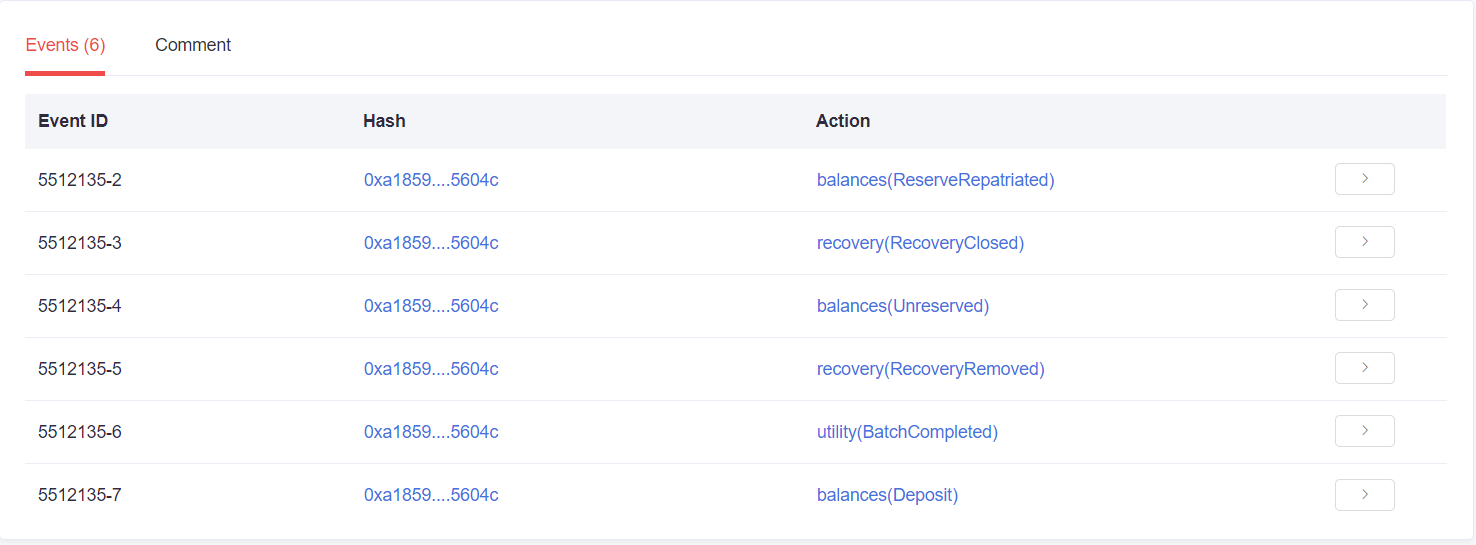 Events (6) Comment
Event ID Hash Action
5512135-2 0xa1859....5604c balances(ReserveRepatriated)
5512135-3 0xa1859....5604c recovery(RecoveryClosed)
5512135-4 0xa1859....5604c balances(Unreserved)
5512135-5 0xa1859....5604c recovery(RecoveryRemoved)
5512135-6 0xa1859....5604c utility(BatchCompleted)
5512135-7 0xa1859....5604c balances(Deposit)